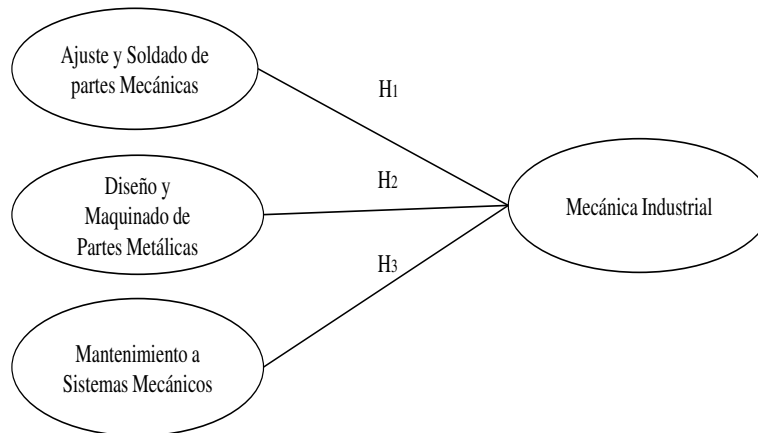 Ajuste y Soldado de
partes Mecánicas
H1
Diseño y
Maquinado de
Partes Metálicas
H2
Mecánica Industrial
H3
Mantenimiento a
Sistemas Mecánicos